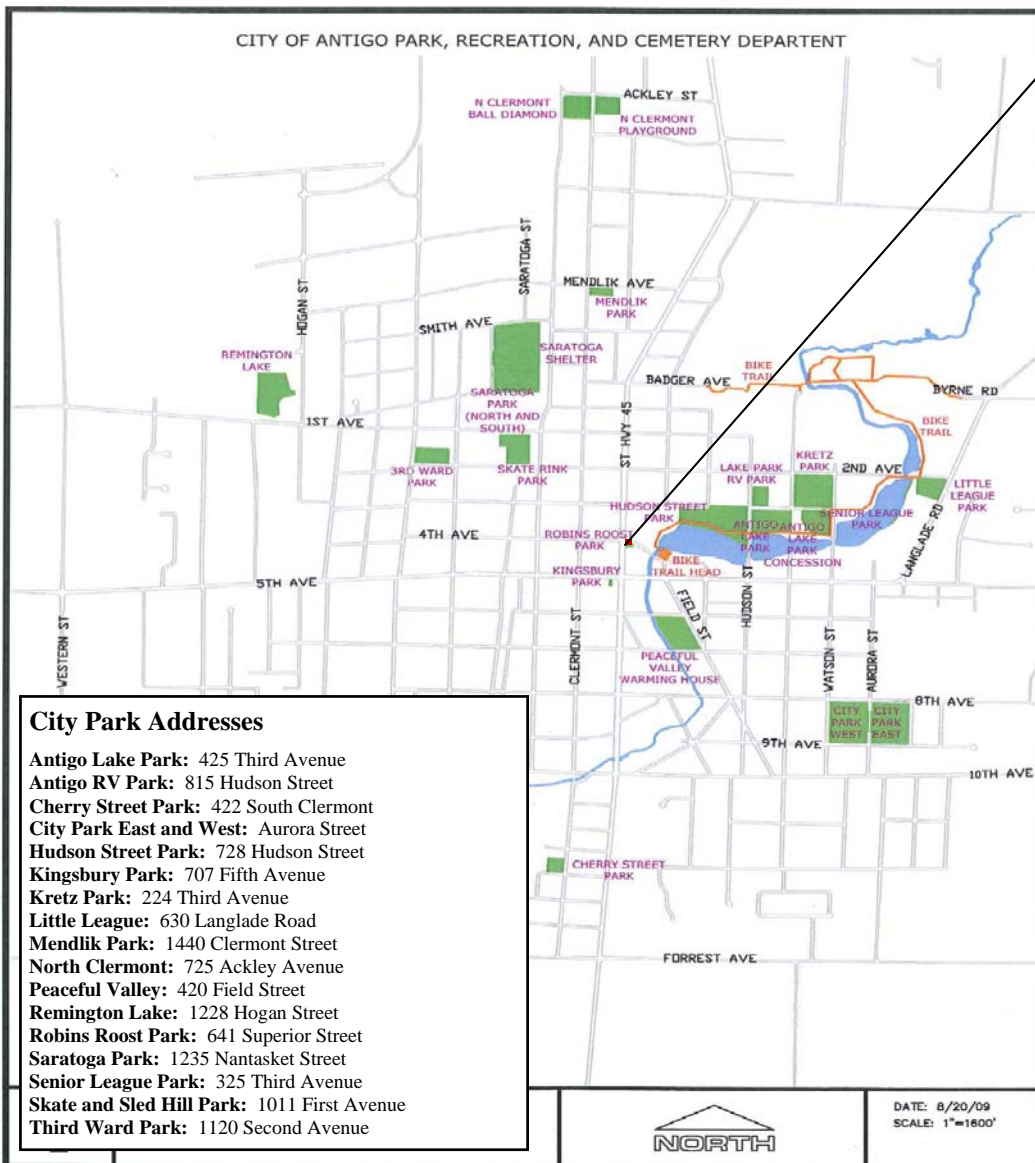 CITY OF ANTIGO PARK, RECREATION, AND CEMETERY DEPARTENT
ACKLEY ST
N CLERMONT
BALL DIAMOND
N CLERMONT
PLAYGROUND
SARATOGA ST
HOGAN ST
MENDLIK AVE
MENDLIK
PARK
SMITH AVE
SARATOGA
SHELTER
REMINGTON
LAKE
BIKE
TRAIL
BADGER AVE
BYRNE RD
SARATOGA
PARK
(NORTH AND
SOUTH)
1ST AVE
ST HWY 45
BIKE
TRAIL
3RD WARD
PARK
SKATE RINK
PARK
LAKE PARK
RV PARK
KRETZ
PARK
2ND AVE
LITTLE
LEAGUE
PARK
HUDSON STREET
PARK
SENIOR LEAGUE
PARK
4TH AVE
ROBINS ROOST
PARK
ANTIGO
LAKE
PARK
ANTIGO
LAKE
PARK
CONCESSION
LANGLADE RD
BIKE
TRAIL HEAD
5TH AVE
KINGSBURY
PARK
HUDSON ST
FIELD ST
WESTERN ST
CLERMONT ST
PEACEFUL
VALLEY
WARMING HOUSE
WATSON ST
AURORA ST
8TH AVE
CITY
PARK
WEST
CITY
PARK
EAST
9TH AVE
10TH AVE
CHERRY STREET
PARK
FORREST AVE
City Park Addresses
Antigo Lake Park: 425 Third Avenue
Antigo RV Park: 815 Hudson Street
Cherry Street Park: 422 South Clermont
City Park East and West: Aurora Street
Hudson Street Park: 728 Hudson Street
Kingsbury Park: 707 Fifth Avenue
Kretz Park: 224 Third Avenue
Little League: 630 Langlade Road
Mendlik Park: 1440 Clermont Street
North Clermont: 725 Ackley Avenue
Peaceful Valley: 420 Field Street
Remington Lake: 1228 Hogan Street
Robins Roost Park: 641 Superior Street
Saratoga Park: 1235 Nantasket Street
Senior League Park: 325 Third Avenue
Skate and Sled Hill Park: 1011 First Avenue
Third Ward Park: 1120 Second Avenue
NORTH
DATE: 8/20/09
SCALE: 1"=1600'